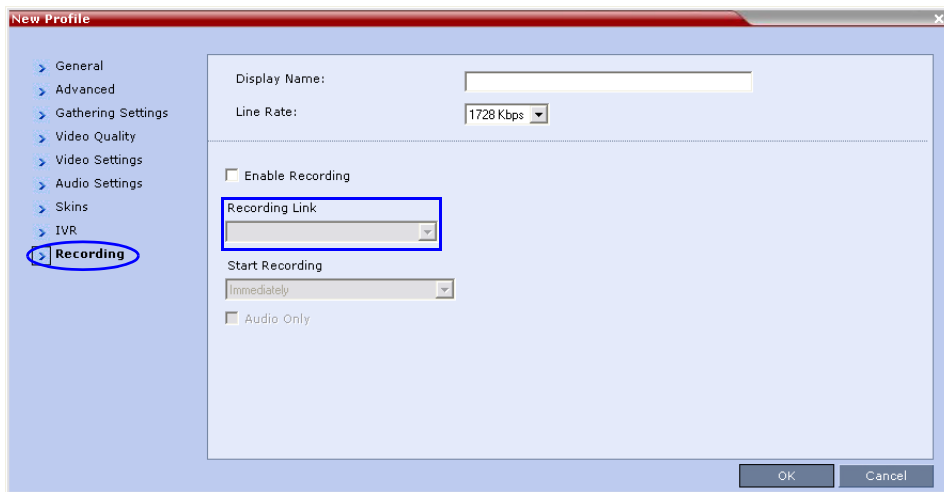 New Profile
General
Advanced
Gathering Settings
Video Quality
Video Settings
Audio Settings
Skins
IVR
Recording
Display Name:
Line Rate:
1728 Kbps
Enable Recording
Recording Link
Start Recording
Immediately
Audio Only
OK
Cancel